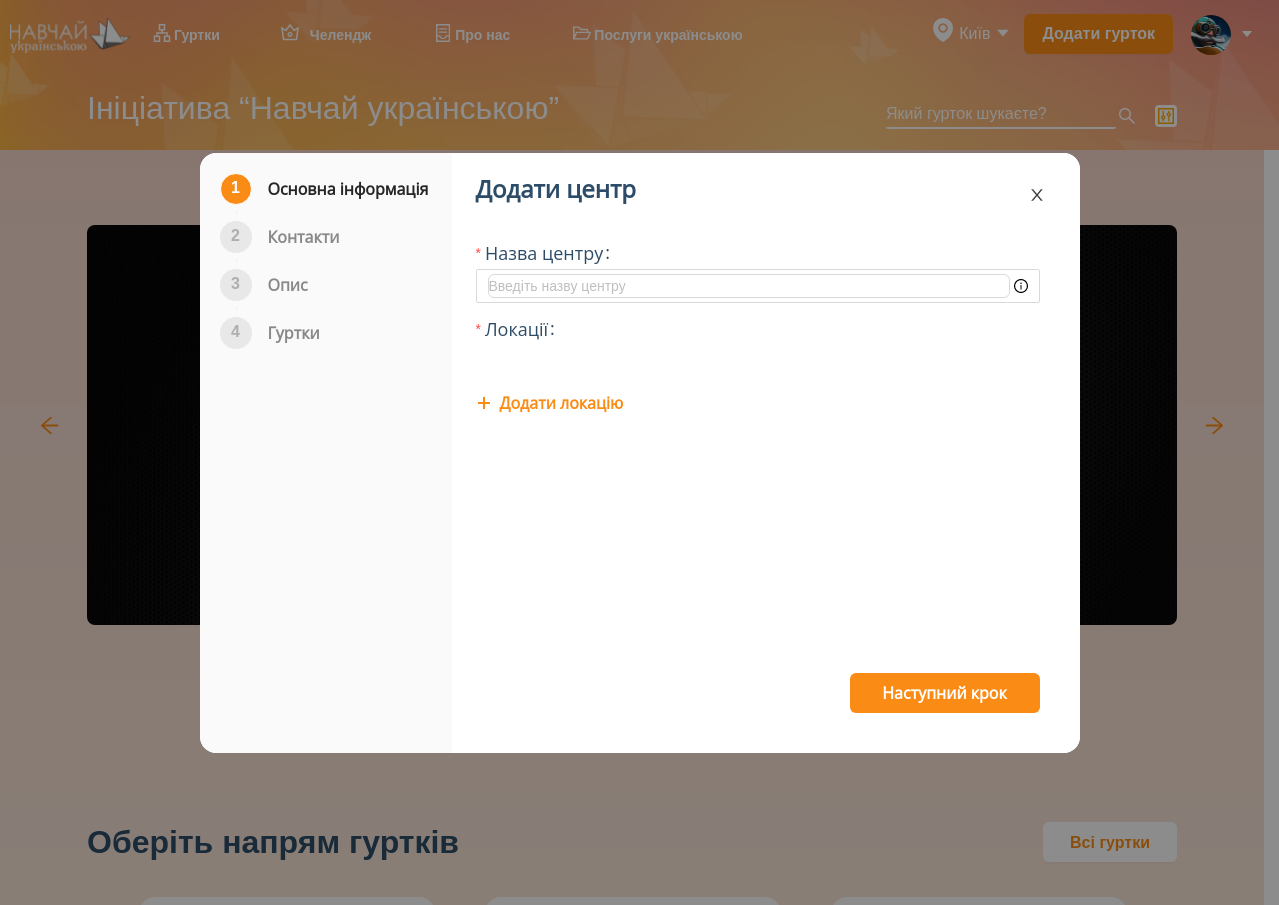 НАВЧАЙ
українською
Гуртки
Челендж
Про нас
Послуги українською
Київ
Додати гурток
Ініціатива “Навчай українською”
Який гурток шукаєте?
1
Основна інформація
2
Контакти
3
Опис
4
Гуртки
Додати центр
* Назва центру:
Введіть назву центру
* Локації:
+ Додати локацію
Наступний крок
Оберіть напрям гуртків
Всі гуртки